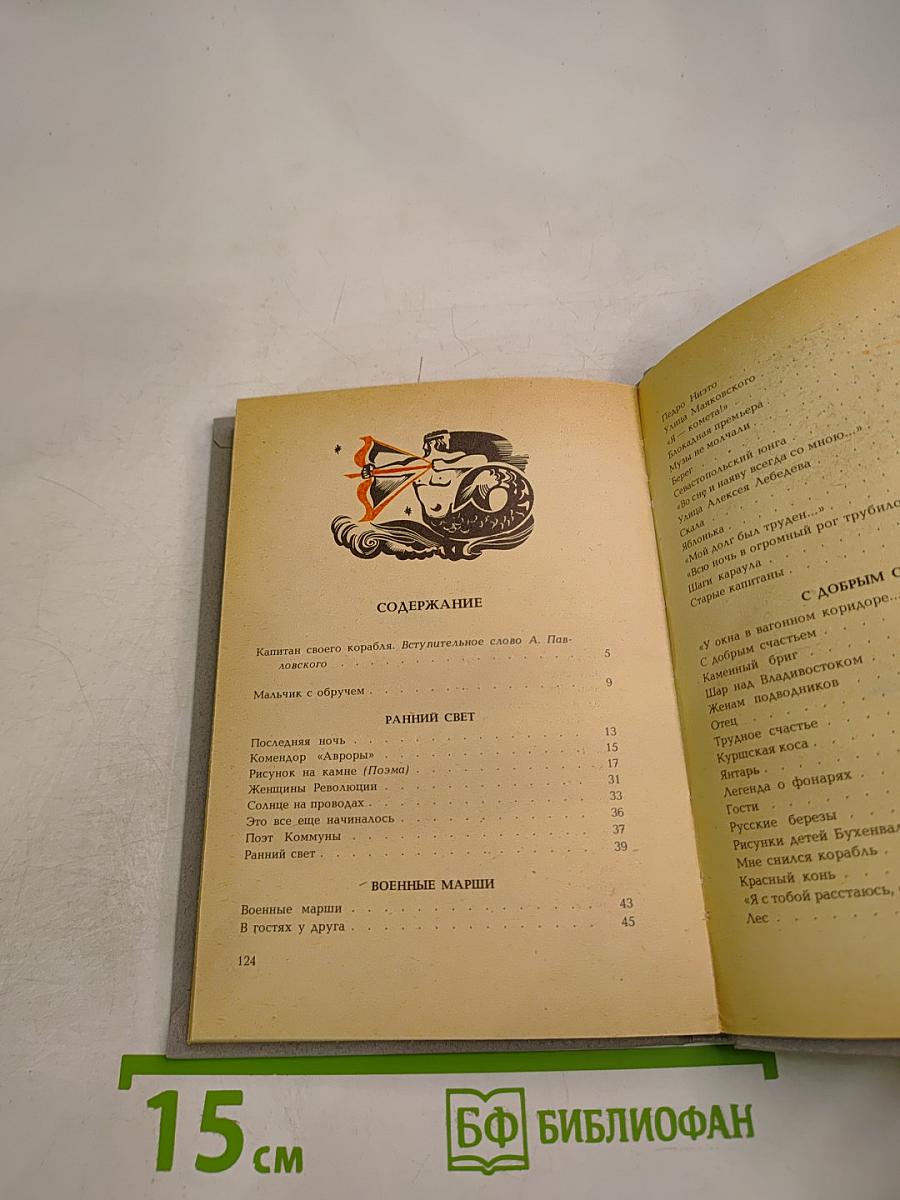 СОДЕРЖАНИЕ
Капитан своего корабля. Вступительное слово А. Пав-
ловского . . . . . . . . . . . . . . . 5
Мальчик с обручем . . . . . . . . . . . . . . 9
РАННИЙ СВЕТ
Последняя ночь . . . . . . . . . . . . . . 13
Комендор «Авроры» . . . . . . . . . . . . . 15
Рисунок на камне (Поэма) . . . . . . . . . . . 17
Женщины Революции . . . . . . . . . . . . 31
Солнце на проводах . . . . . . . . . . . . . 33
Это все еще начиналось . . . . . . . . . . . . 36
Поэт Коммуны . . . . . . . . . . . . . . 37
Ранний свет . . . . . . . . . . . . . . . 39
ВОЕННЫЕ МАРШИ
Военные марши . . . . . . . . . . . . . . 43
В гостях у друга . . . . . . . . . . . . . . 45
124
Педро Ниэто . . . . . . . .
Улица Маяковского . . . . . .
«Я — комета!» . . . . . . .
Блокадная премьера . . . . . .
Музы не молчали . . . . . . .
Берег . . . . . . . . . .
Севастопольский юнга . . . . .
«Во сне и наяву всегда со мною...» .
Улица Алексея Лебедева . . . .
Скала . . . . . . . . . .
Яблонька . . . . . . . . .
«Мой долг был труден...» . . . .
«Всю ночь в огромный рог трубило
Шаги караула . . . . . . .
Старые капитаны . . . . . .
С ДОБРЫМ С
«У окна в вагонном коридоре...
С добрым счастьем . . . . .
Каменный бриг . . . . . .
Шар над Владивостоком . . .
Женам подводников . . . .
Отец . . . . . . . . .
Трудное счастье . . . . .
Куршская коса . . . . . .
Янтарь . . . . . . . .
Легенда о фонарях . . . .
Гости . . . . . . . .
Русские березы . . . . .
Рисунки детей Бухенвал
Мне снился корабль . . .
Красный конь . . . . .
«Я с тобой расстаюсь,
Лес . . . . . . . .
15 см
БФ БИБЛИОФАН